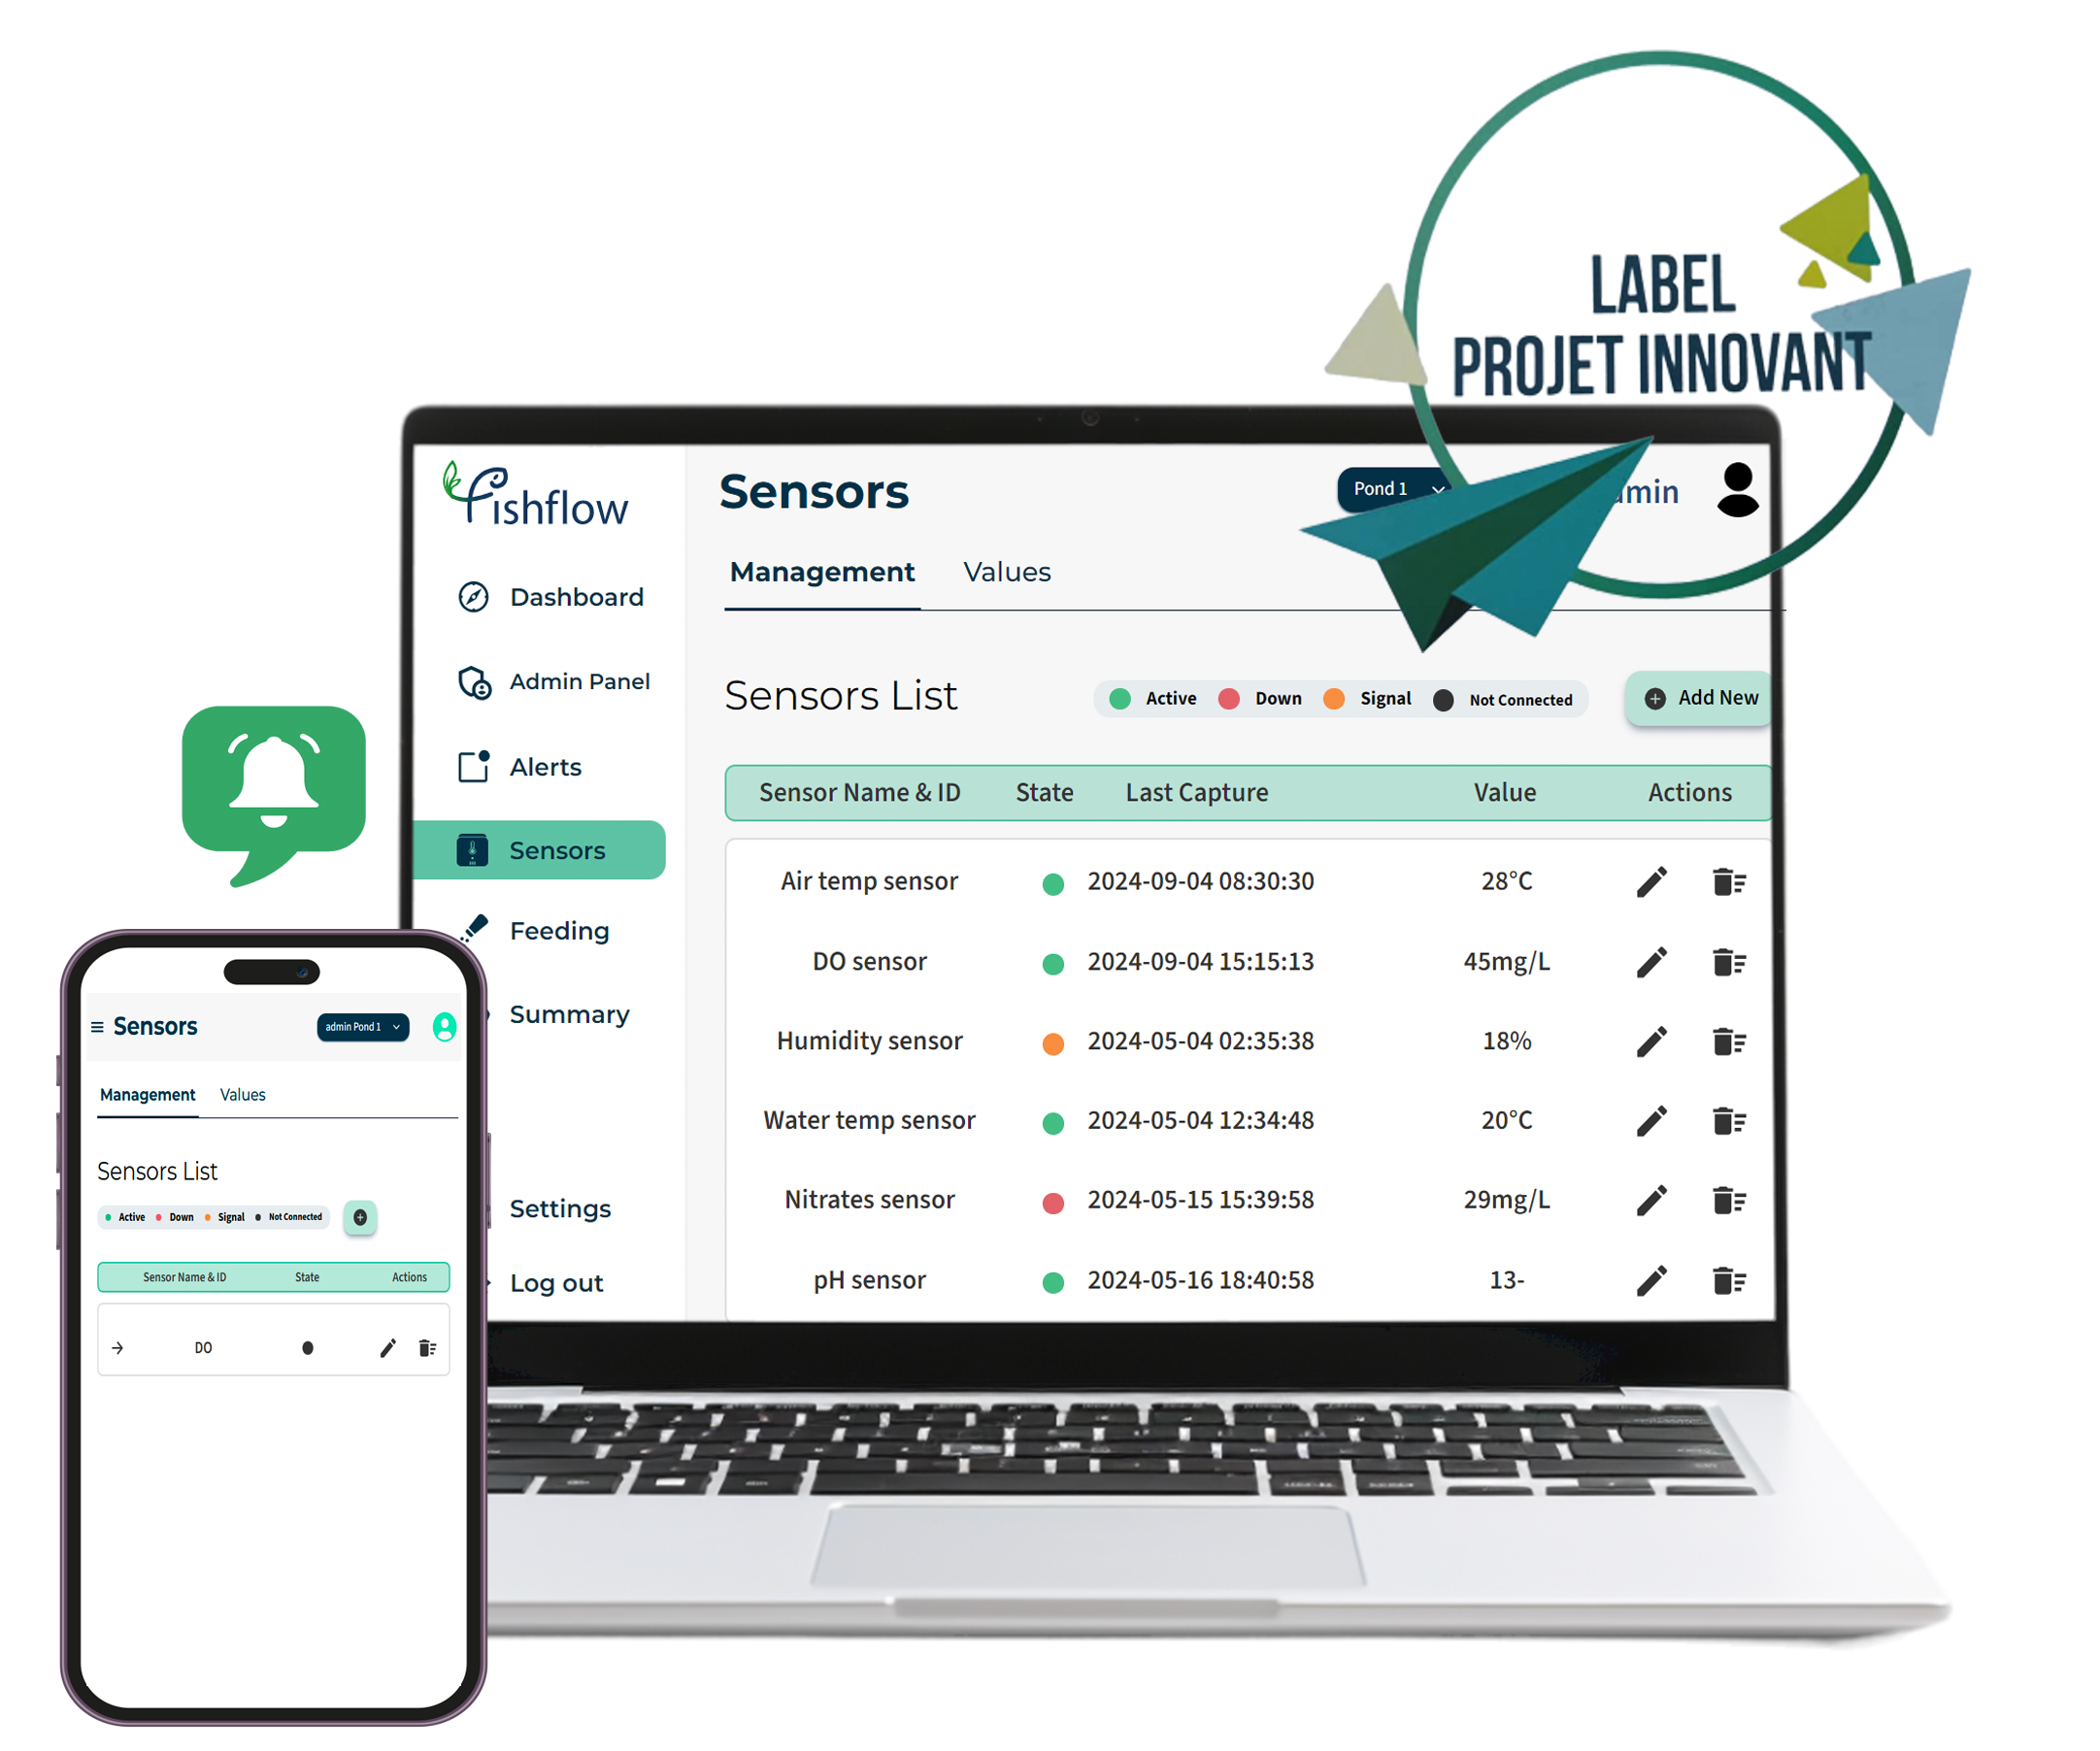 LABEL
PROJET INNOVANT
fishflow
Sensors
Pond 1
Dashboard
Management Values
Admin Panel
Sensors List
Active Down Signal Not Connected
Add New
Alerts
Sensor Name & ID State Last Capture Value Actions
Sensors
Air temp sensor 2024-09-04 08:30:30 28°C
Feeding
DO sensor 2024-09-04 15:15:13 45mg/L
Summary
Humidity sensor 2024-05-04 02:35:38 18%
Water temp sensor 2024-05-04 12:34:48 20°C
Settings
Nitrates sensor 2024-05-15 15:39:58 29mg/L
Log out
pH sensor 2024-05-16 18:40:58 13-
Sensors
admin Pond 1
Management Values
Sensors List
Active Down Signal Not Connected
Sensor Name & ID State Actions
DO